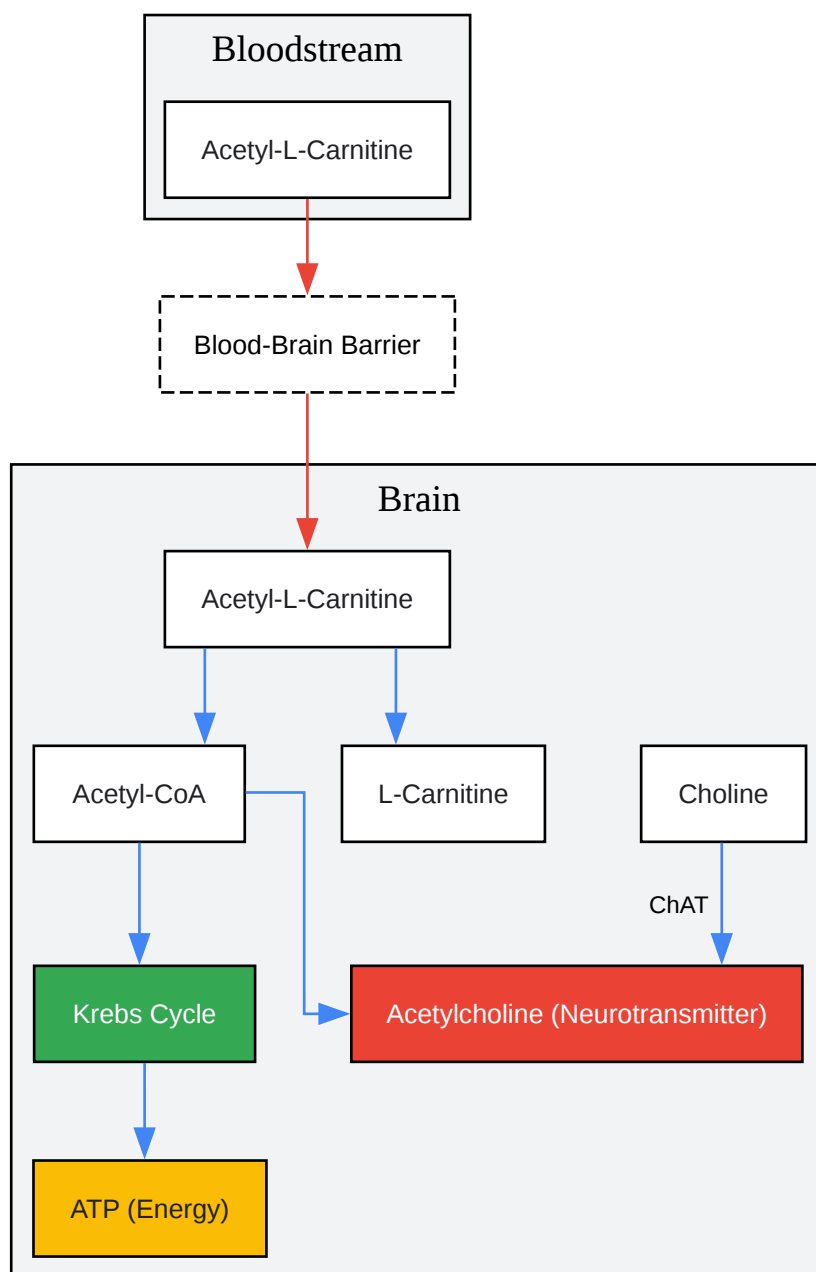 Bloodstream
Acetyl-L-Carnitine
Blood-Brain Barrier
Brain
Acetyl-L-Carnitine
Acetyl-CoA
L-Carnitine
Choline
ChAT
Krebs Cycle
Acetylcholine (Neurotransmitter)
ATP (Energy)